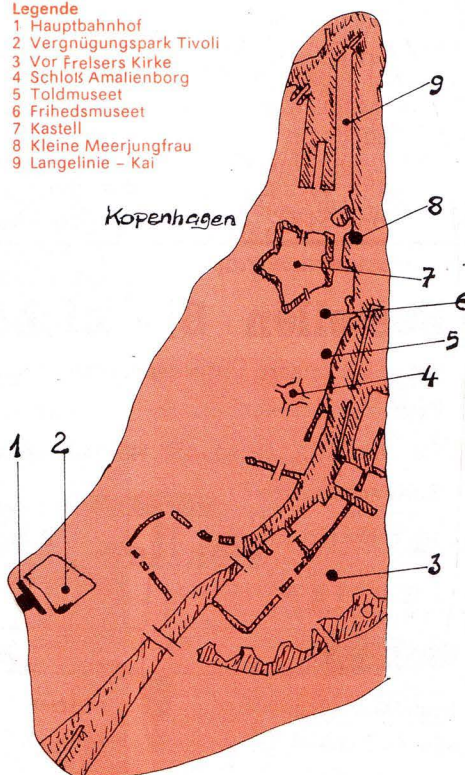 Legende
1 Hauptbahnhof
2 Vergnügungspark Tivoli
3 Vor Frelsers Kirke
4 Schloß Amalienborg
5 Toldmuseet
6 Frihedsmuseet
7 Kastell
8 Kleine Meerjungfrau
9 Langelinie – Kai
9
Kopenhagen
8
7
6
5
4
1 2
3